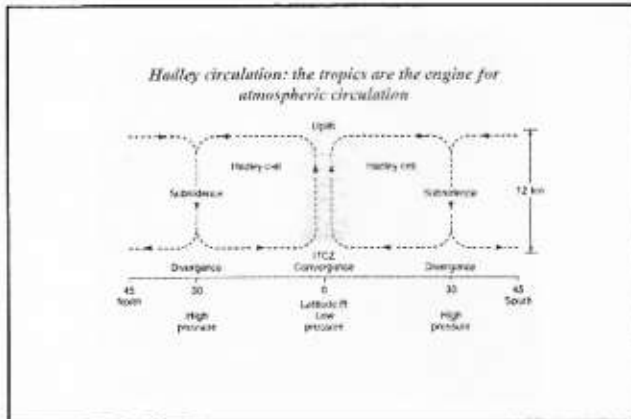 Hadley circulation: the tropics are the engine for
atmospheric circulation
Uplift
Hadley cell Hadley cell
Subsidence Subsidence
12 km
ITCZ
Divergence Convergence Divergence
45 30 0 30 45
North Latitude South
High Low High
pressure pressure pressure